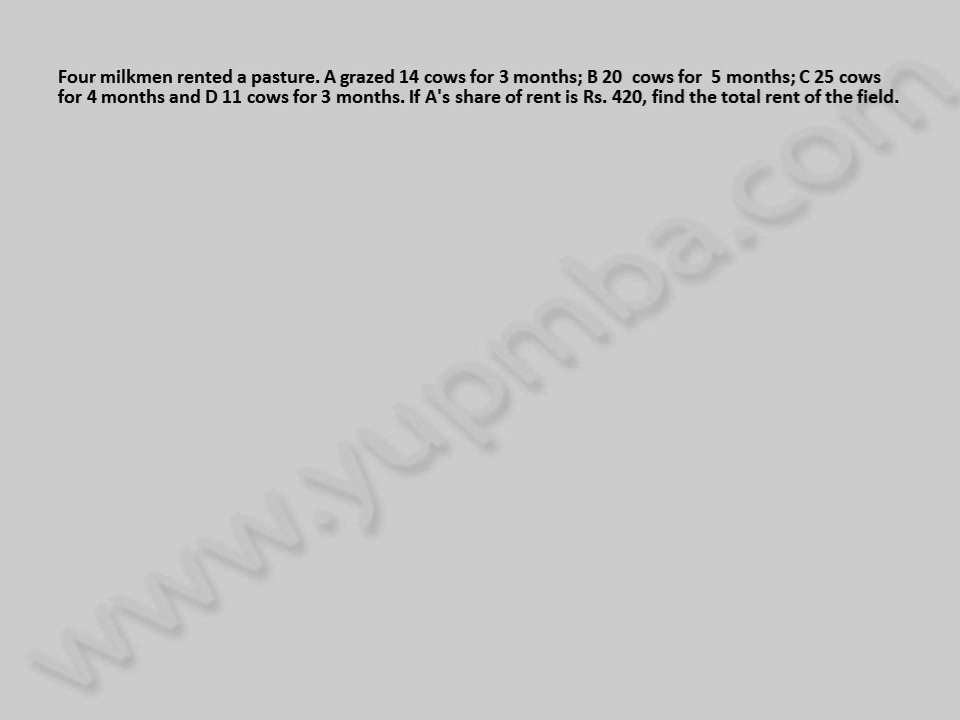 Four milkmen rented a pasture. A grazed 14 cows for 3 months; B 20  cows for  5 months; C 25 cows
for 4 months and D 11 cows for 3 months. If A's share of rent is Rs. 420, find the total rent of the field.
www.yupmba.com